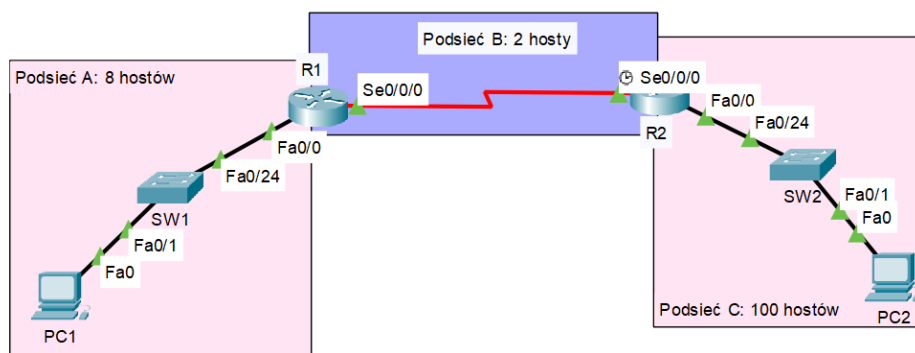 Podsieć B: 2 hosty
Podsieć A: 8 hostów
R1
Se0/0/0
Se0/0/0
Fa0/0
R2
Fa0/24
Fa0/0
Fa0/24
SW1
SW2
Fa0/1
Fa0
Fa0/1
Fa0
PC1
Podsieć C: 100 hostów
PC2